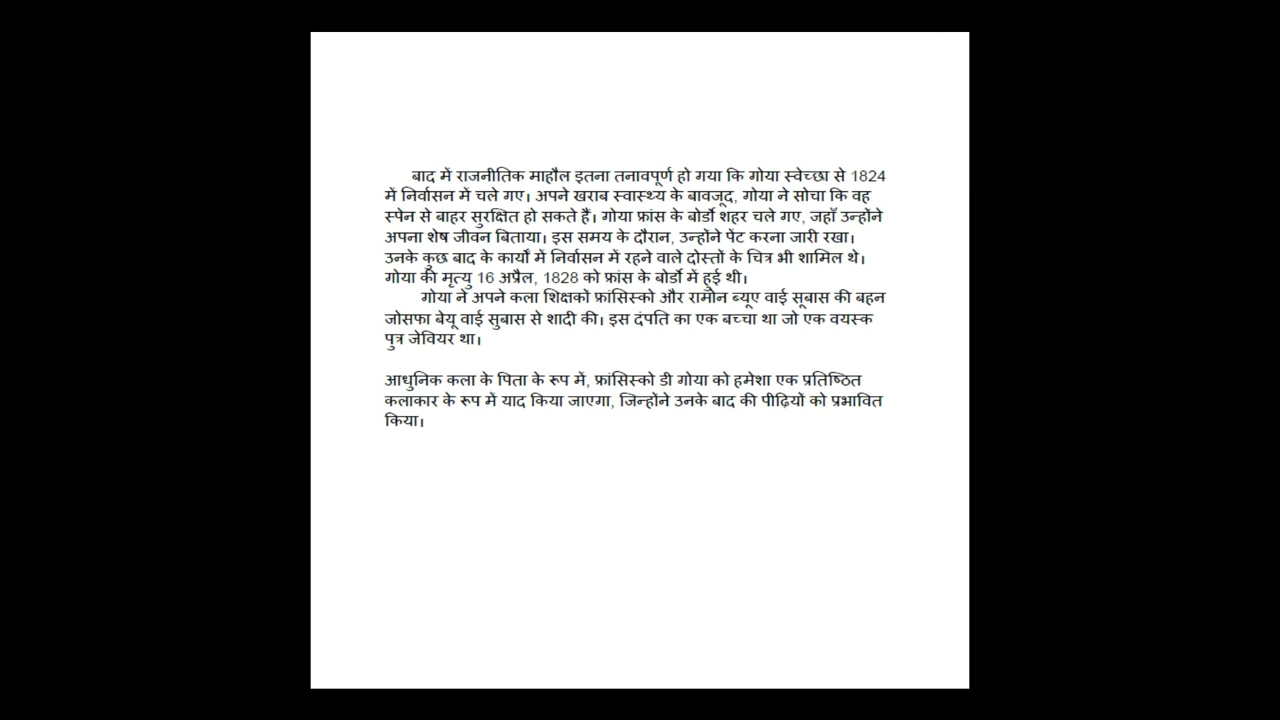 बाद में राजनीतिक माहौल इतना तनावपूर्ण हो गया कि गोया स्वेच्छा से 1824
में निर्वासन में चले गए। अपने खराब स्वास्थ्य के बावजूद, गोया ने सोचा कि वह
स्पेन से बाहर सुरक्षित हो सकते हैं। गोया फ्रांस के बोर्डो शहर चले गए, जहाँ उन्होंने
अपना शेष जीवन बिताया। इस समय के दौरान, उन्होंने पेंट करना जारी रखा।
उनके कुछ बाद के कार्यों में निर्वासन में रहने वाले दोस्तों के चित्र भी शामिल थे।
गोया की मृत्यु 16 अप्रैल, 1828 को फ्रांस के बोर्डो में हुई थी।
गोया ने अपने कला शिक्षकों फ्रांसिस्को और रामोन ब्यूए वाई सूबास की बहन
जोसफा बेयू वाई सुबास से शादी की। इस दंपति का एक बच्चा था जो एक वयस्क
पुत्र जेवियर था।
आधुनिक कला के पिता के रूप में, फ्रांसिस्को डी गोया को हमेशा एक प्रतिष्ठित
कलाकार के रूप में याद किया जाएगा, जिन्होंने उनके बाद की पीढ़ियों को प्रभावित
किया।